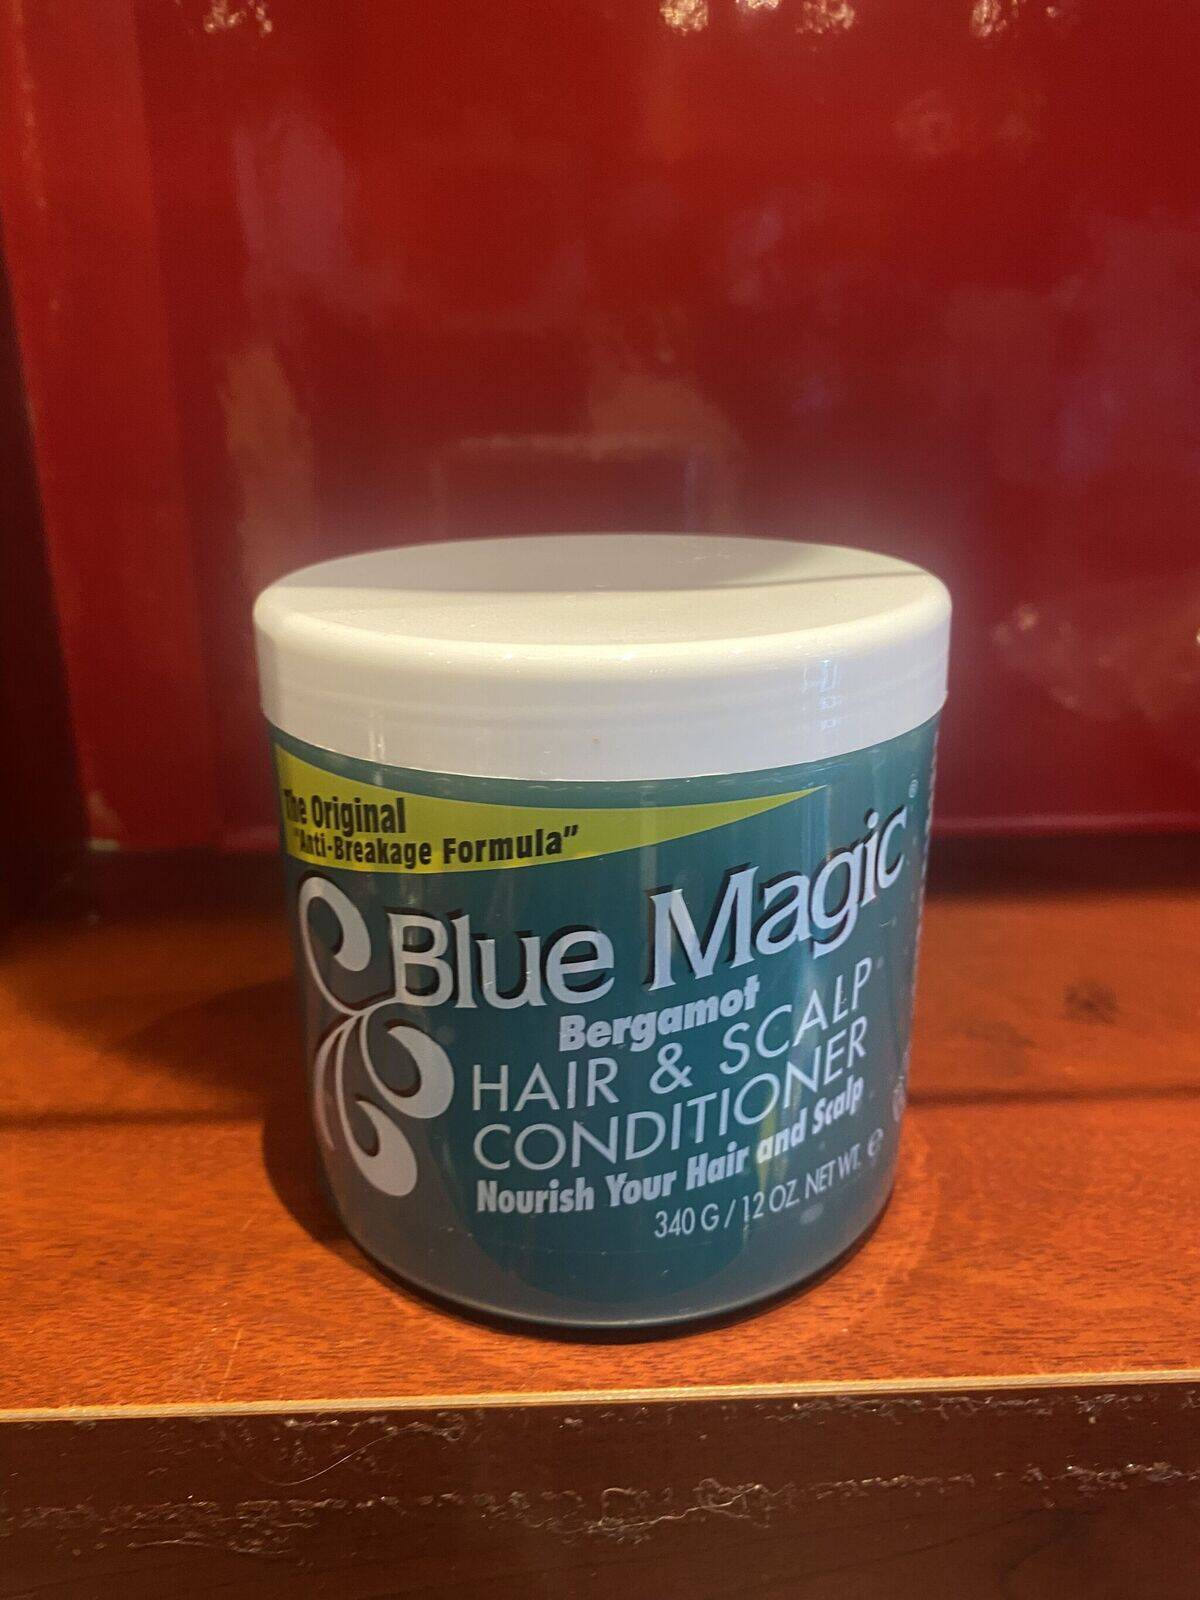 The Original
"Anti-Breakage Formula"
Blue Magic®
Bergamot
HAIR & SCALP
CONDITIONER
Nourish Your Hair and Scalp
340 G / 12 OZ. NET WT. ℮